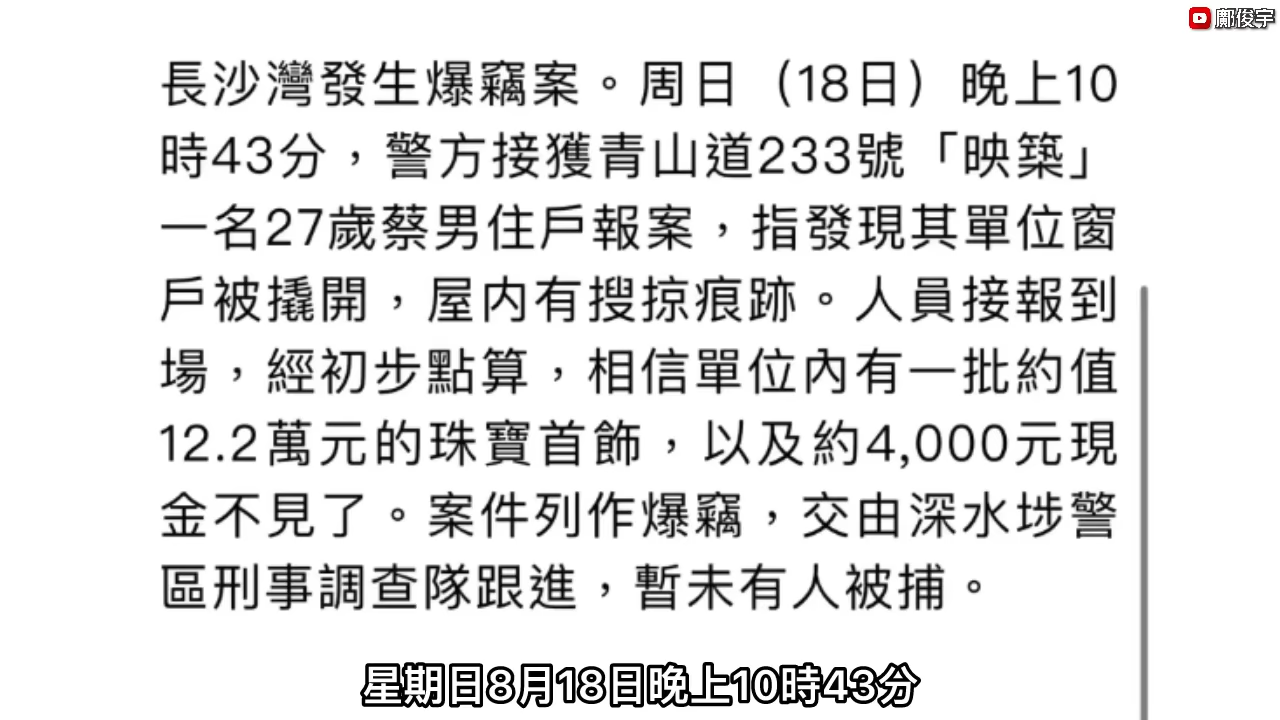 鄺俊宇
長沙灣發生爆竊案。周日（18日）晚上10
時43分，警方接獲青山道233號「映築」
一名27歲蔡男住戶報案，指發現其單位窗
戶被撬開，屋內有搜掠痕跡。人員接報到
場，經初步點算，相信單位內有一批約值
12.2萬元的珠寶首飾，以及約4,000元現
金不見了。案件列作爆竊，交由深水埗警
區刑事調查隊跟進，暫未有人被捕。
星期日8月18日晚上10時43分